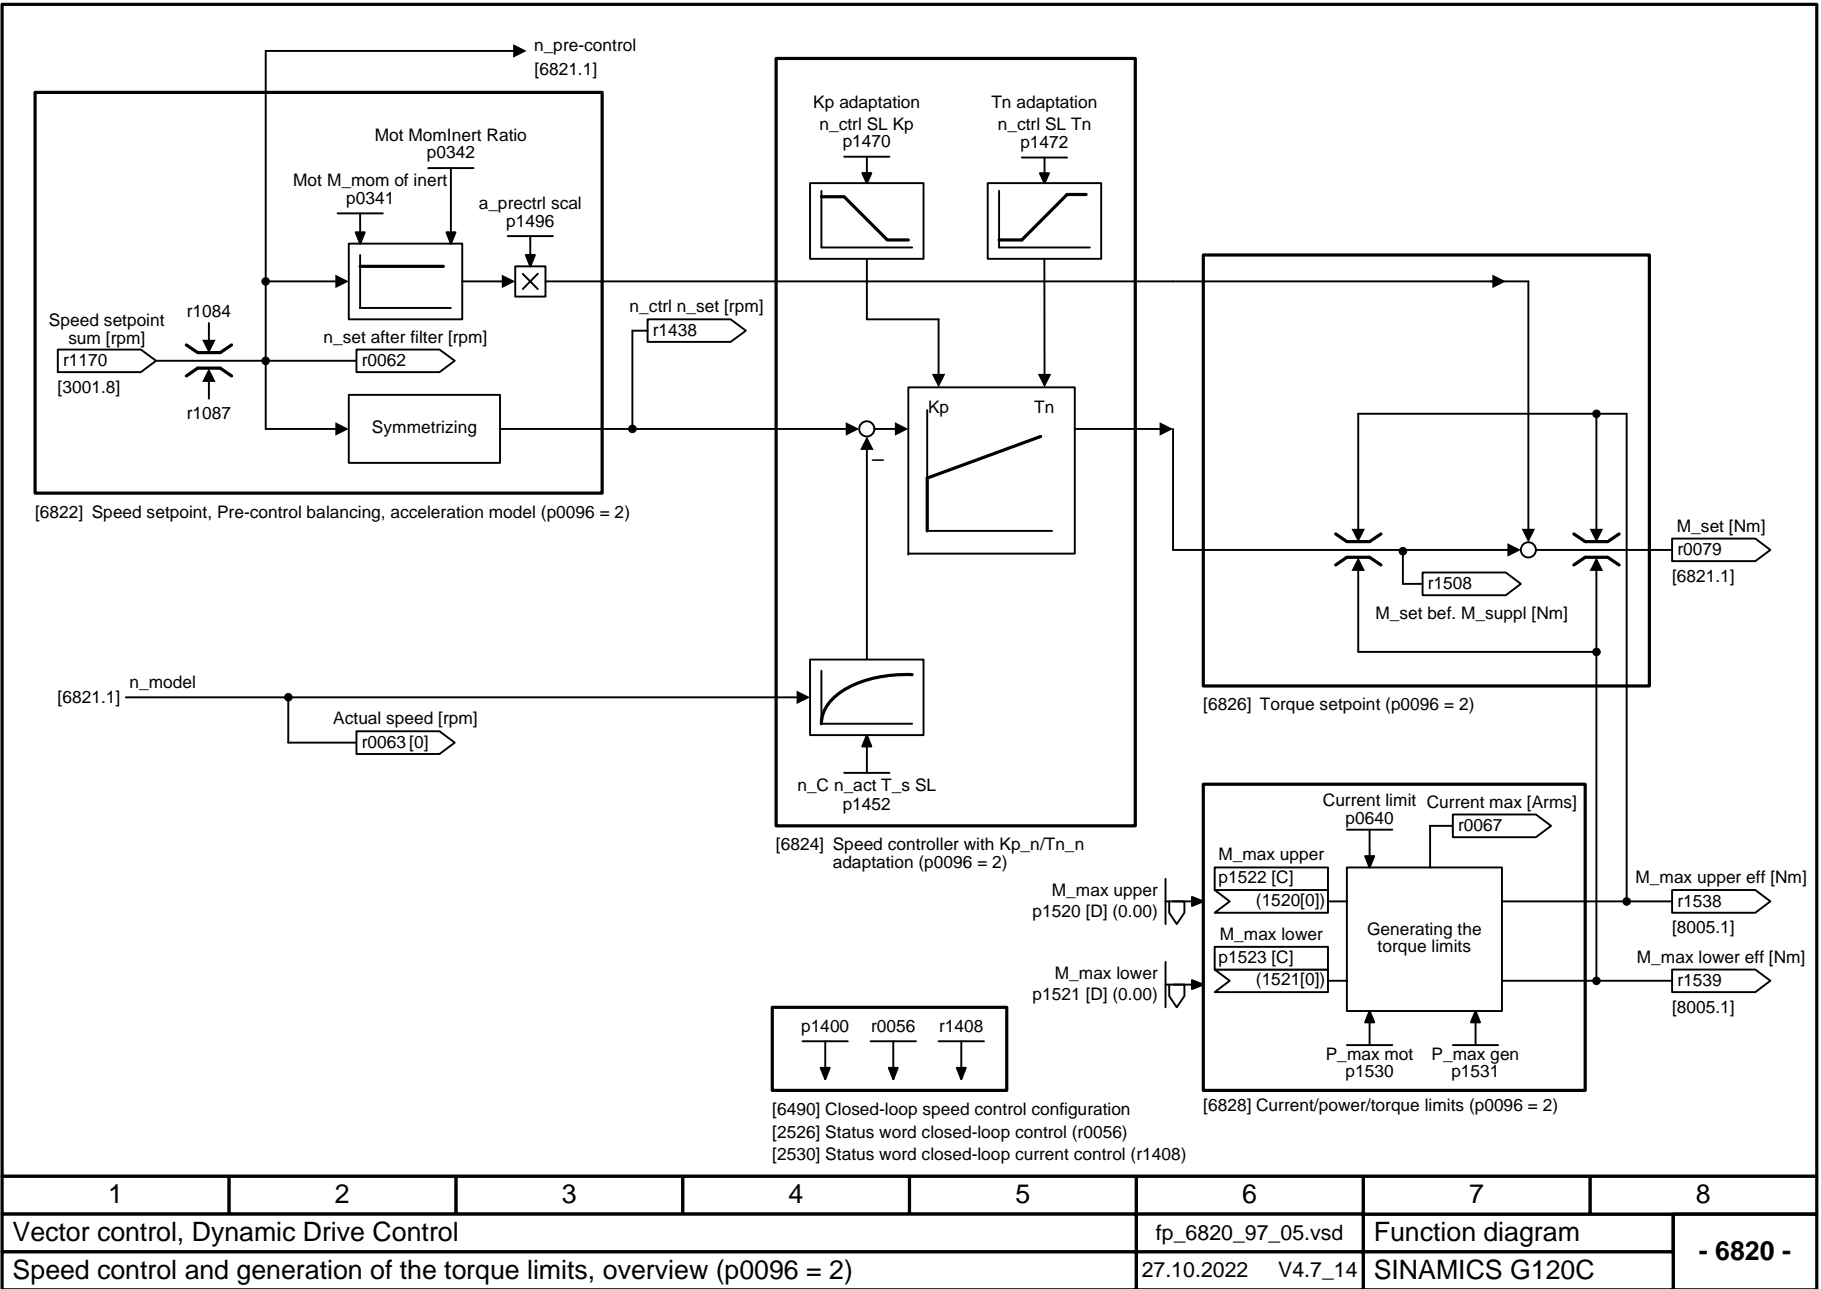 n_pre-control
[6821.1]
Mot MomInert Ratio
p0342
Mot M_mom of inert
p0341
a_prectrl scal
p1496
Speed setpoint
sum [rpm]
r1170
[3001.8]
r1084
r1087
n_set after filter [rpm]
r0062
Symmetrizing
n_ctrl n_set [rpm]
r1438
[6822] Speed setpoint, Pre-control balancing, acceleration model (p0096 = 2)
Kp adaptation
n_ctrl SL Kp
p1470
Tn adaptation
n_ctrl SL Tn
p1472
Kp
Tn
–
[6821.1]
n_model
Actual speed [rpm]
r0063 [0]
n_C n_act T_s SL
p1452
[6824] Speed controller with Kp_n/Tn_n
adaptation (p0096 = 2)
r1508
M_set bef. M_suppl [Nm]
M_set [Nm]
r0079
[6821.1]
[6826] Torque setpoint (p0096 = 2)
Current limit
p0640
Current max [Arms]
r0067
M_max upper
p1520 [D] (0.00)
M_max upper
p1522 [C]
(1520[0])
M_max lower
p1521 [D] (0.00)
M_max lower
p1523 [C]
(1521[0])
Generating the
torque limits
M_max upper eff [Nm]
r1538
[8005.1]
M_max lower eff [Nm]
r1539
[8005.1]
P_max mot
p1530
P_max gen
p1531
[6828] Current/power/torque limits (p0096 = 2)
p1400 r0056 r1408
[6490] Closed-loop speed control configuration
[2526] Status word closed-loop control (r0056)
[2530] Status word closed-loop current control (r1408)
1 2 3 4 5 6 7 8
Vector control, Dynamic Drive Control
fp_6820_97_05.vsd
Function diagram
- 6820 -
Speed control and generation of the torque limits, overview (p0096 = 2)
27.10.2022 V4.7_14
SINAMICS G120C